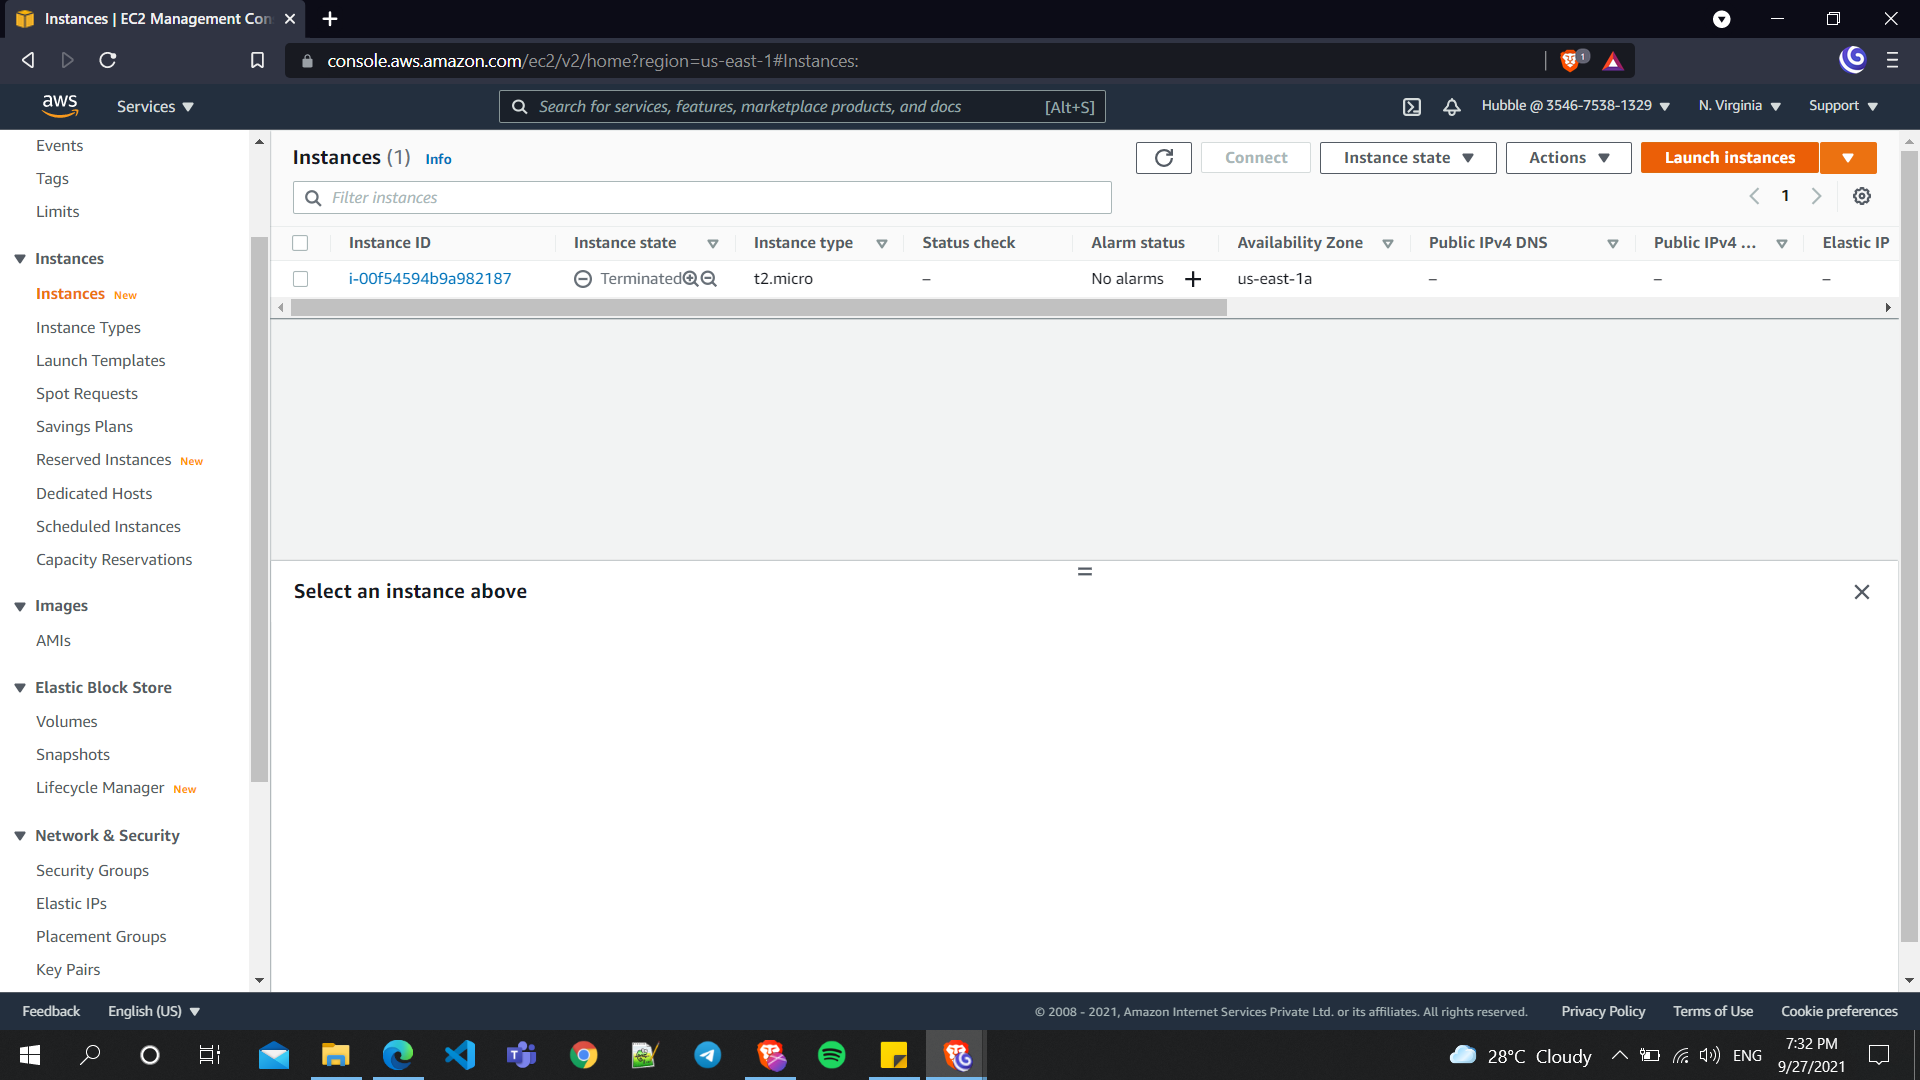 Instances | EC2 Management Con
console.aws.amazon.com/ec2/v2/home?region=us-east-1#Instances:
1
aws
Services
Search for services, features, marketplace products, and docs [Alt+S]
Hubble @ 3546-7538-1329
N. Virginia
Support
Events
Tags
Limits
Instances
Instances New
Instance Types
Launch Templates
Spot Requests
Savings Plans
Reserved Instances New
Dedicated Hosts
Scheduled Instances
Capacity Reservations
Images
AMIs
Elastic Block Store
Volumes
Snapshots
Lifecycle Manager New
Network & Security
Security Groups
Elastic IPs
Placement Groups
Key Pairs
Instances (1) Info
Connect
Instance state
Actions
Launch instances
Filter instances
1
Instance ID Instance state Instance type Status check Alarm status Availability Zone Public IPv4 DNS Public IPv4 ... Elastic IP
i-00f54594b9a982187 Terminated t2.micro – No alarms + us-east-1a – – –
Select an instance above
Feedback English (US)
© 2008 - 2021, Amazon Internet Services Private Ltd. or its affiliates. All rights reserved. Privacy Policy Terms of Use Cookie preferences
28°C Cloudy
ENG
7:32 PM
9/27/2021